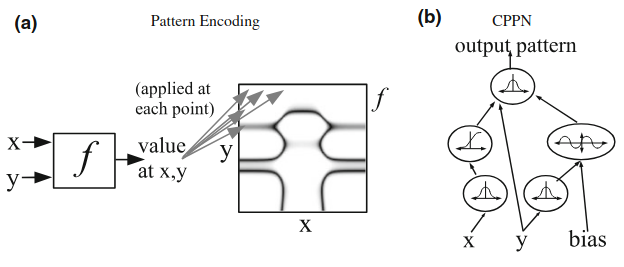 (a)
Pattern Encoding
x
y
f
value
at x,y
(applied at
each point)
y
x
f
(b)
CPPN
output pattern
x
y
bias